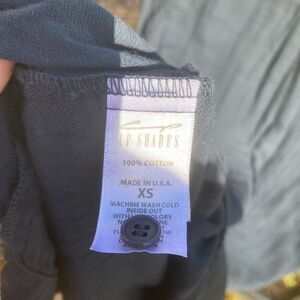 CP SHADES
100% COTTON
MADE IN U.S.A.
XS
MACHINE WASH COLD
INSIDE OUT
WITH COLORS